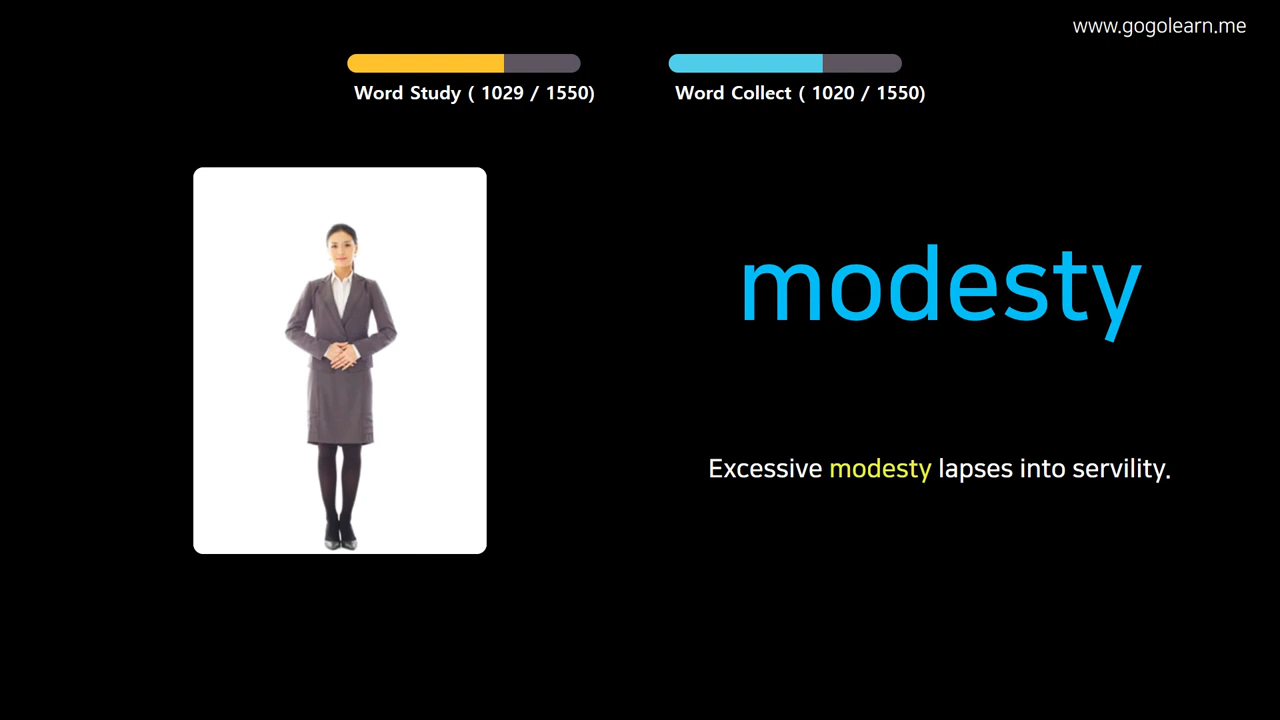 www.gogolearn.me
Word Study ( 1029 / 1550)
Word Collect ( 1020 / 1550)
modesty
Excessive modesty lapses into servility.